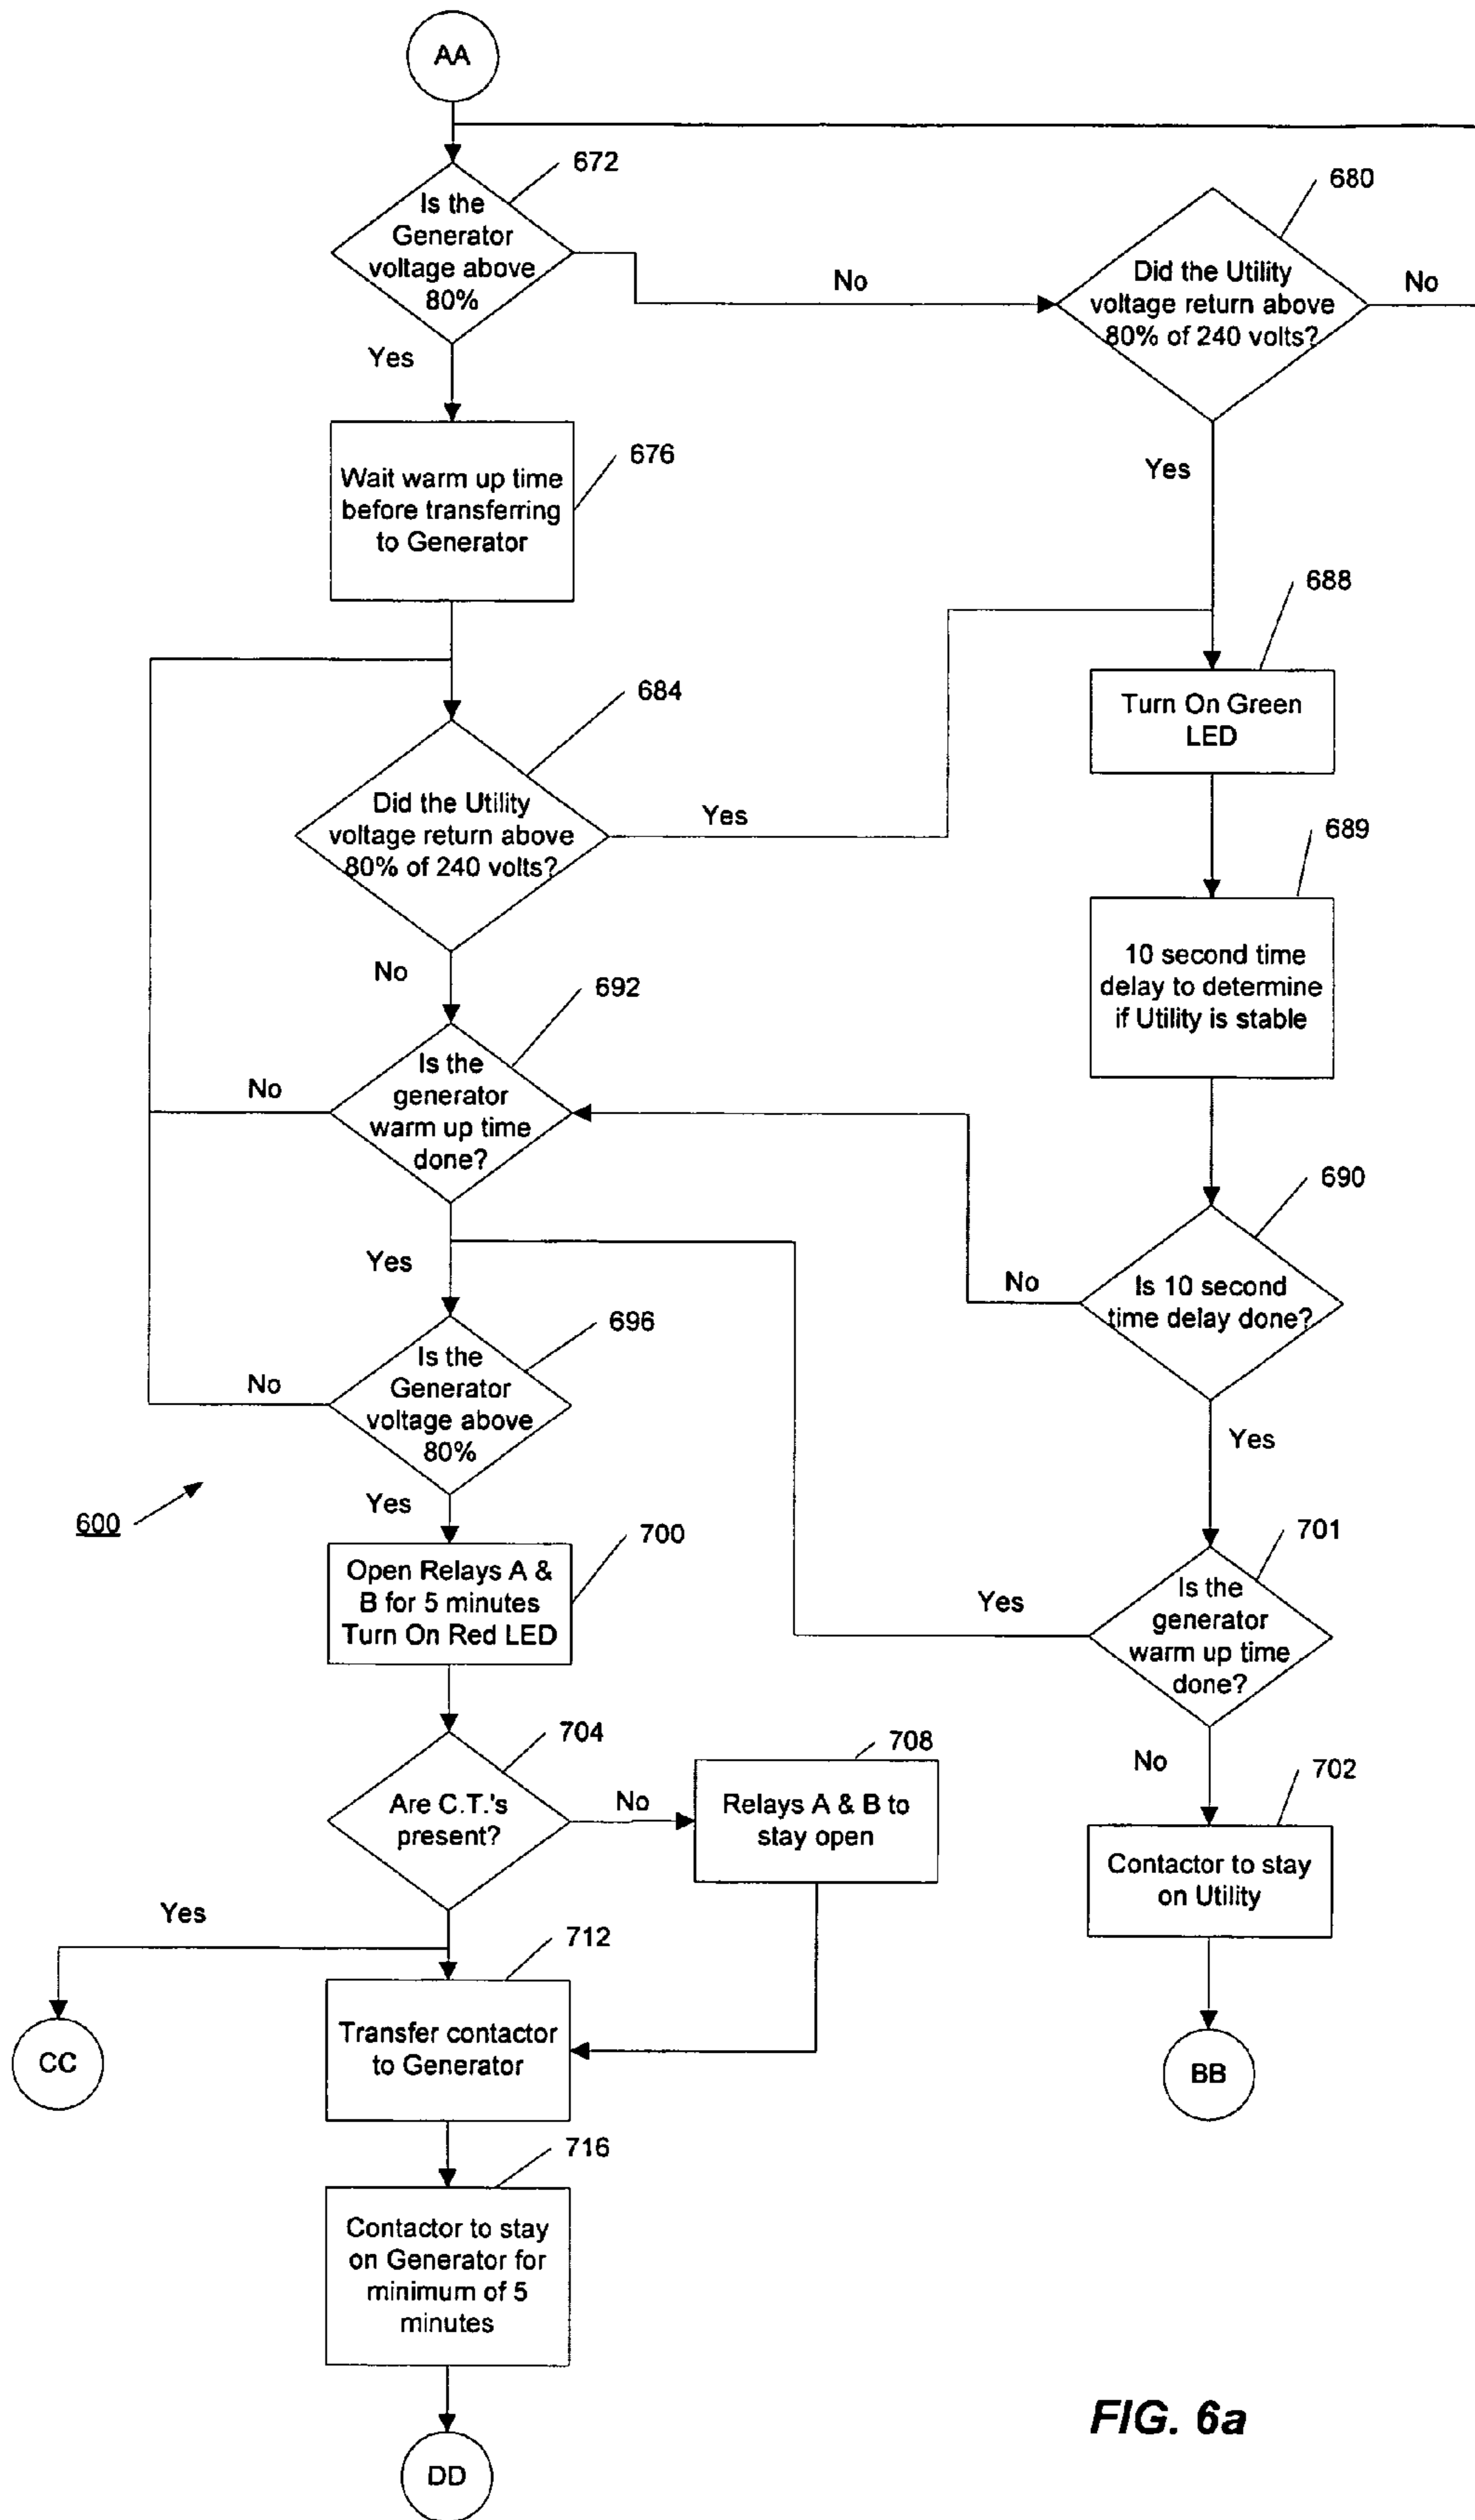 AA
672
Is the
Generator
voltage above
80%
No
Yes
680
Did the Utility
voltage return above
80% of 240 volts?
No
Yes
676
Wait warm up time
before transferring
to Generator
688
Turn On Green
LED
684
Did the Utility
voltage return above
80% of 240 volts?
Yes
No
689
10 second time
delay to determine
if Utility is stable
692
Is the
generator
warm up time
done?
No
Yes
690
Is 10 second
time delay done?
No
Yes
696
Is the
Generator
voltage above
80%
No
Yes
600
700
Open Relays A &
B for 5 minutes
Turn On Red LED
701
Is the
generator
warm up time
done?
Yes
No
704
Are C.T.'s
present?
No
Yes
708
Relays A & B to
stay open
702
Contactor to stay
on Utility
712
Transfer contactor
to Generator
CC
BB
716
Contactor to stay
on Generator for
minimum of 5
minutes
DD
FIG. 6a